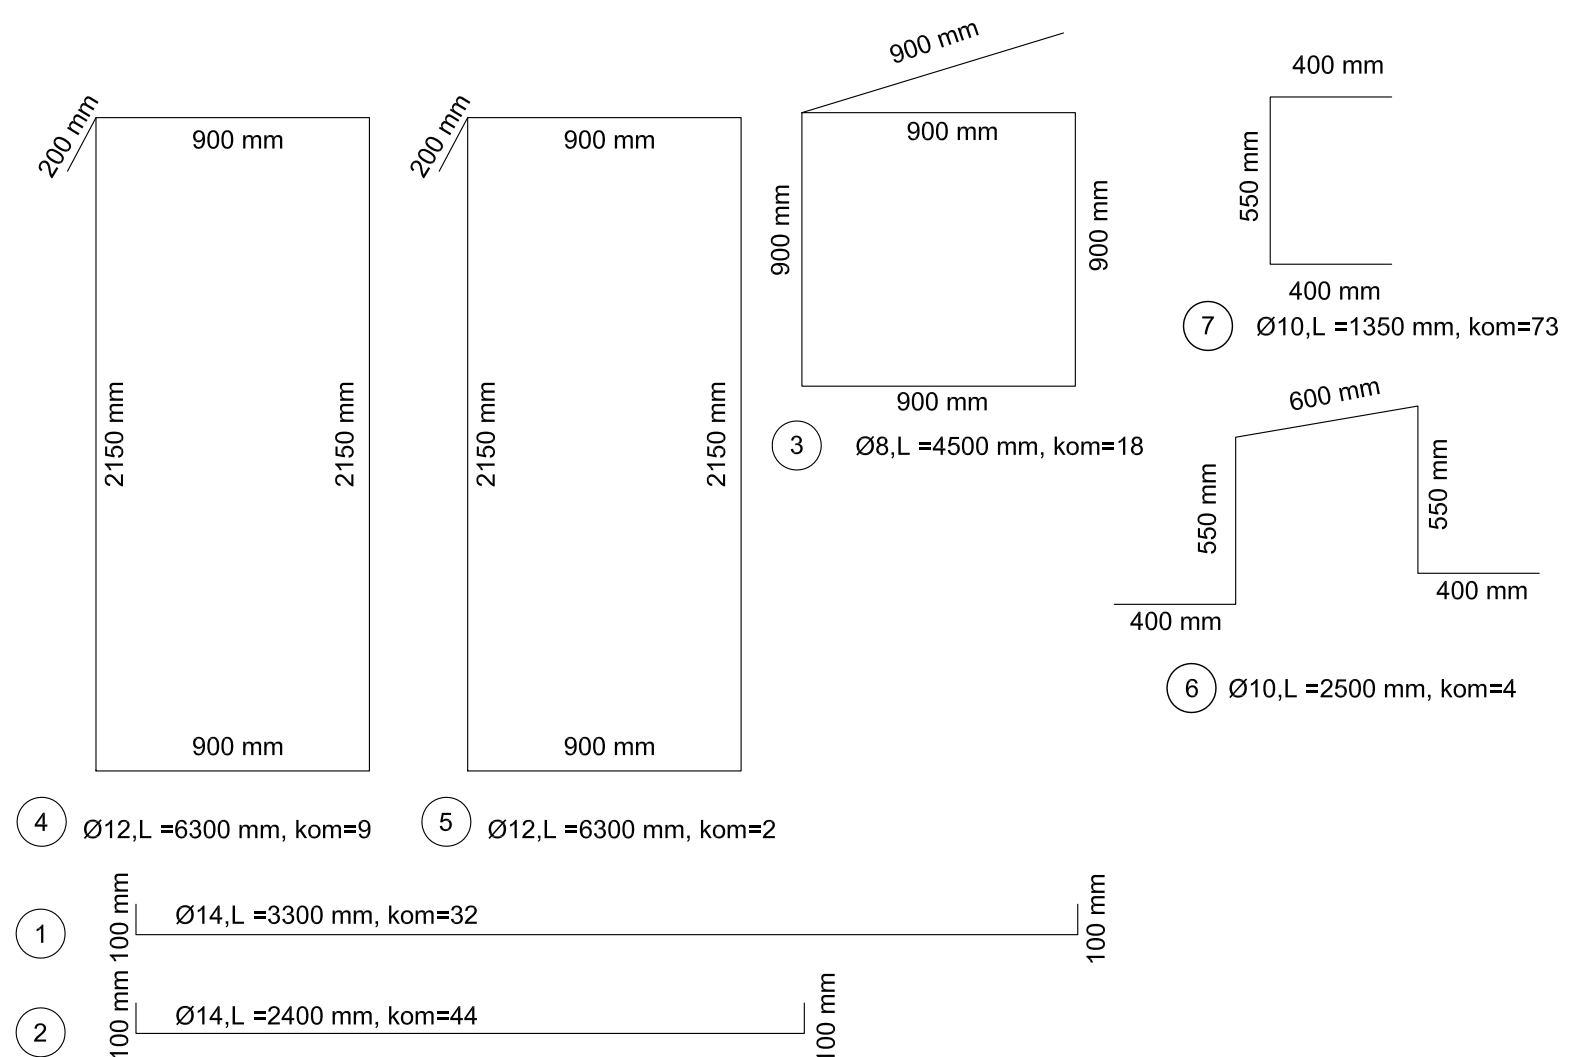 200 mm
900 mm
2150 mm
2150 mm
900 mm
4
Ø12,L =6300 mm, kom=9
200 mm
900 mm
2150 mm
2150 mm
900 mm
5
Ø12,L =6300 mm, kom=2
900 mm
900 mm
900 mm
900 mm
900 mm
3
Ø8,L =4500 mm, kom=18
400 mm
550 mm
400 mm
7
Ø10,L =1350 mm, kom=73
600 mm
550 mm
550 mm
400 mm
400 mm
6
Ø10,L =2500 mm, kom=4
1
100 mm
Ø14,L =3300 mm, kom=32
100 mm
2
100 mm
Ø14,L =2400 mm, kom=44
100 mm